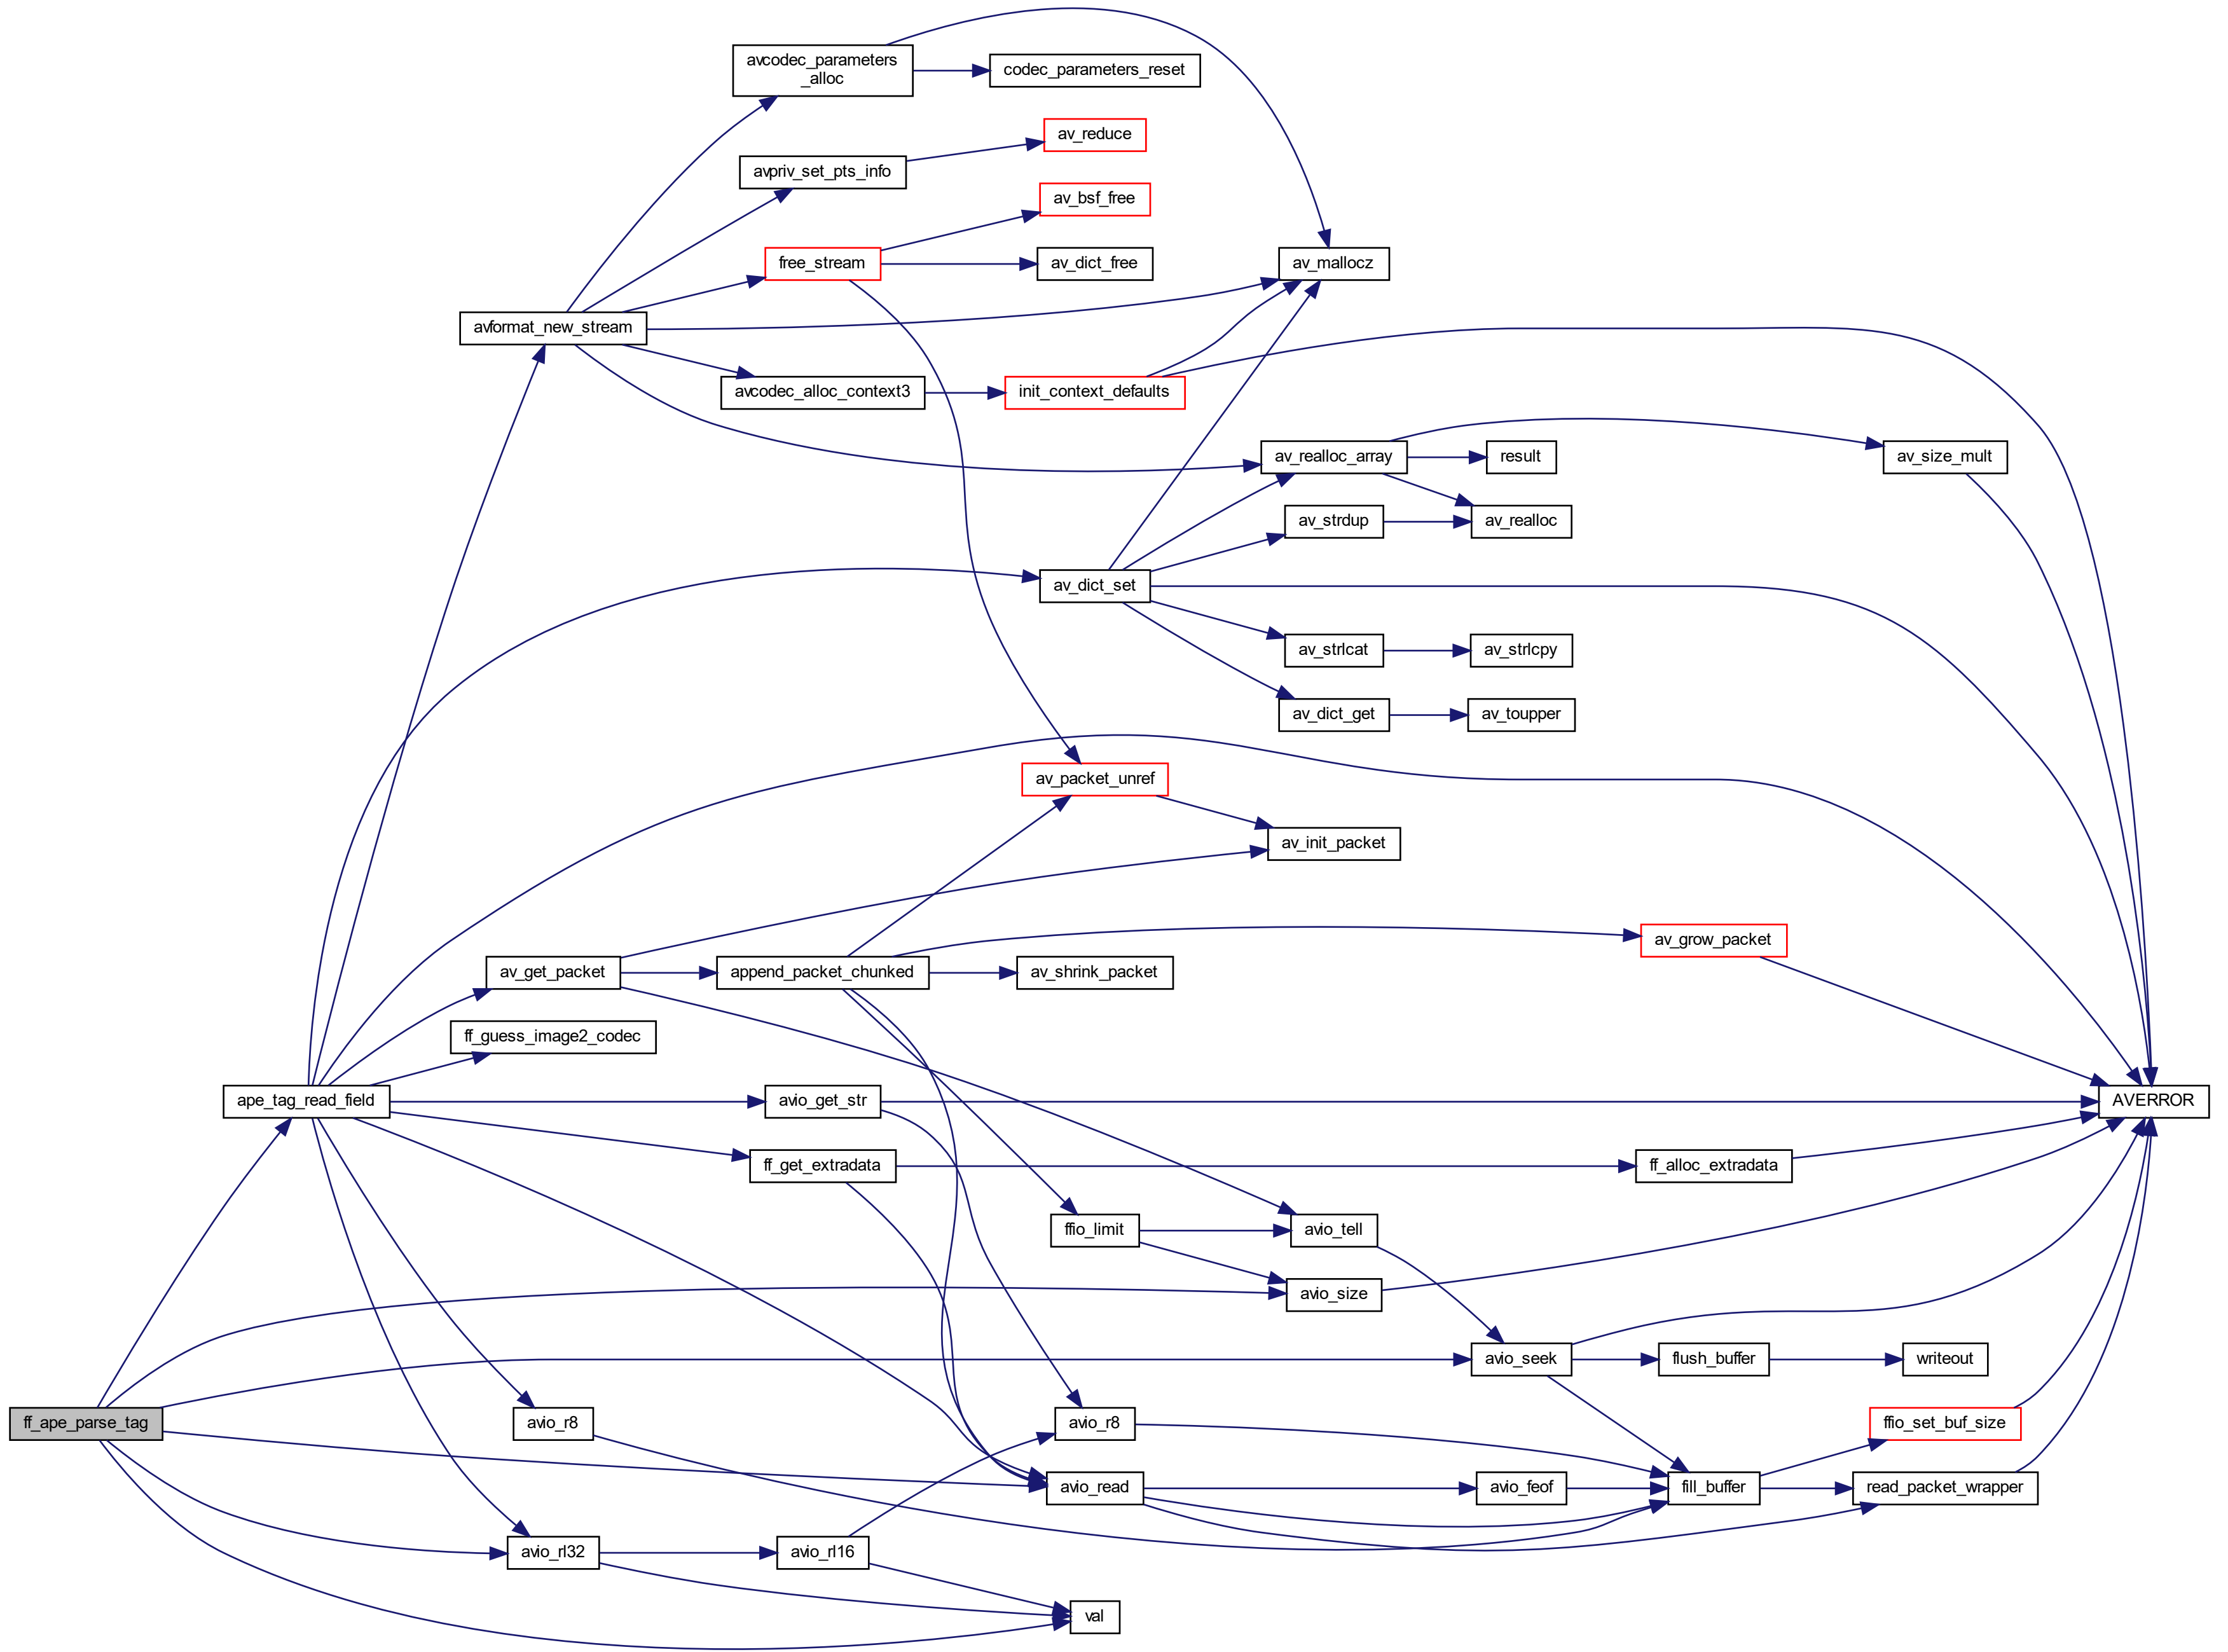 avcodec_parameters
_alloc
codec_parameters_reset
av_reduce
avpriv_set_pts_info
av_bsf_free
free_stream
av_dict_free
av_mallocz
avformat_new_stream
avcodec_alloc_context3
init_context_defaults
av_realloc_array
result
av_size_mult
av_strdup
av_realloc
av_dict_set
av_strlcat
av_strlcpy
av_dict_get
av_toupper
av_packet_unref
av_init_packet
av_grow_packet
av_get_packet
append_packet_chunked
av_shrink_packet
ff_guess_image2_codec
ape_tag_read_field
avio_get_str
AVERROR
ff_get_extradata
ff_alloc_extradata
ffio_limit
avio_tell
avio_size
avio_seek
flush_buffer
writeout
ff_ape_parse_tag
avio_r8
avio_r8
ffio_set_buf_size
avio_read
avio_feof
fill_buffer
read_packet_wrapper
avio_rl32
avio_rl16
val